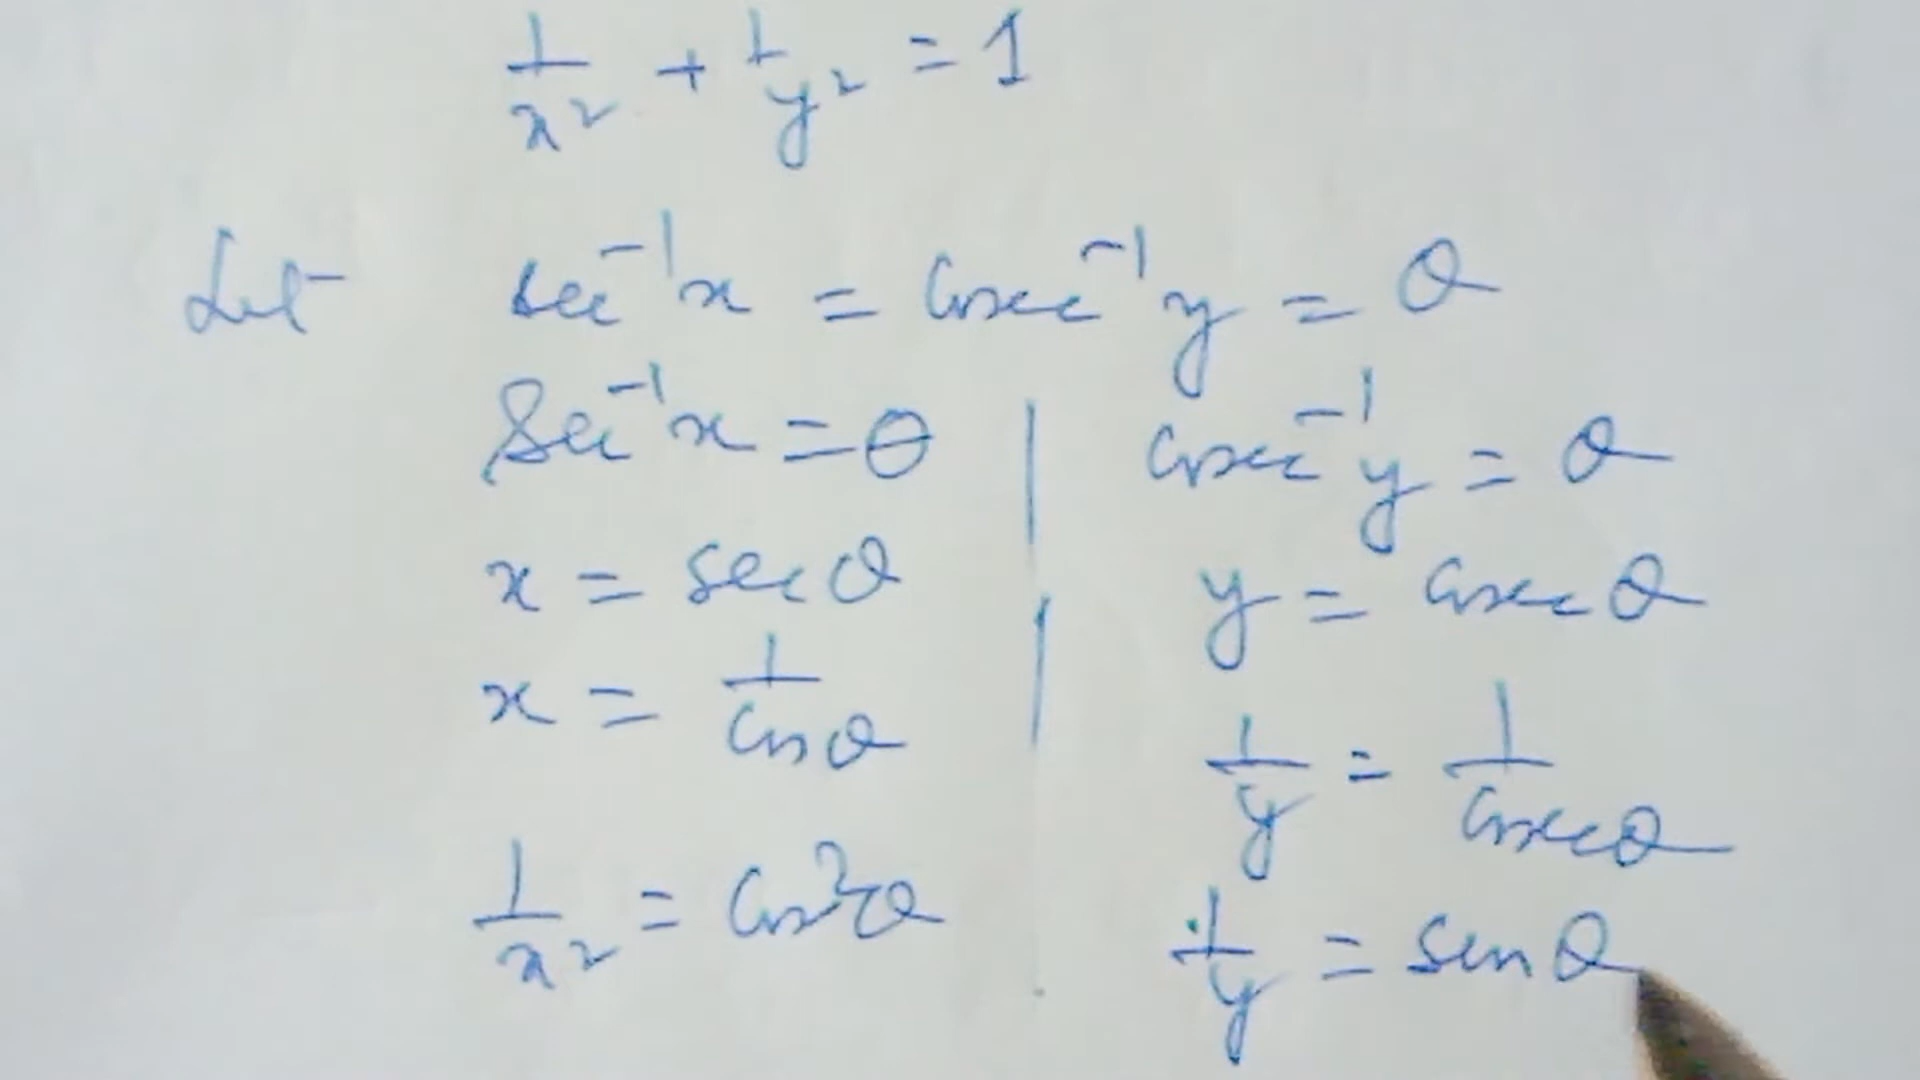 1/x² + 1/y² = 1
Let sec⁻¹x = cosec⁻¹y = θ
Sec⁻¹x = θ | cosec⁻¹y = θ
x = secθ | y = cosecθ
x = 1/cosθ | 1/y = 1/cosecθ
1/x² = cos²θ 1/y = sinθ